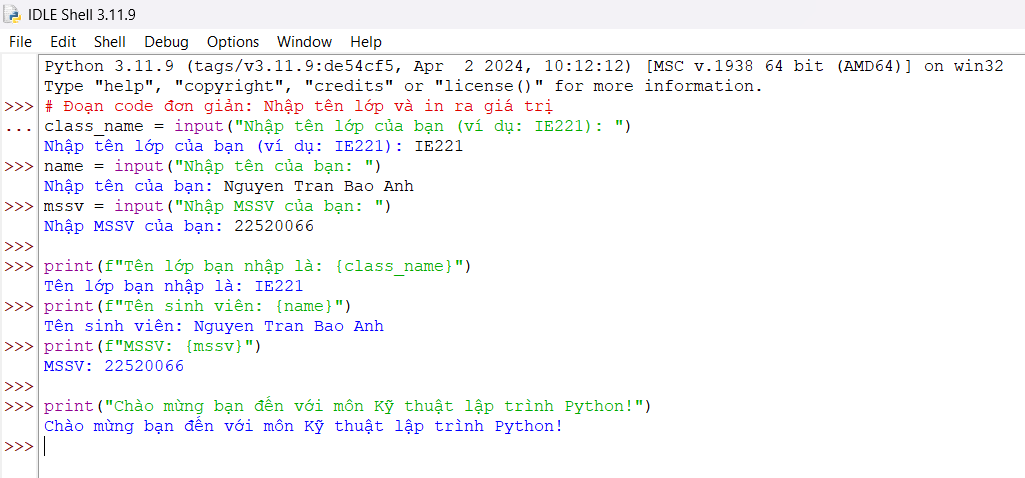 IDLE Shell 3.11.9
File Edit Shell Debug Options Window Help
Python 3.11.9 (tags/v3.11.9:de54cf5, Apr  2 2024, 10:12:12) [MSC v.1938 64 bit (AMD64)] on win32
Type "help", "copyright", "credits" or "license()" for more information.
>>> # Đoạn code đơn giản: Nhập tên lớp và in ra giá trị
... class_name = input("Nhập tên lớp của bạn (ví dụ: IE221): ")
Nhập tên lớp của bạn (ví dụ: IE221): IE221
>>> name = input("Nhập tên của bạn: ")
Nhập tên của bạn: Nguyen Tran Bao Anh
>>> mssv = input("Nhập MSSV của bạn: ")
Nhập MSSV của bạn: 22520066
>>>
>>> print(f"Tên lớp bạn nhập là: {class_name}")
Tên lớp bạn nhập là: IE221
>>> print(f"Tên sinh viên: {name}")
Tên sinh viên: Nguyen Tran Bao Anh
>>> print(f"MSSV: {mssv}")
MSSV: 22520066
>>>
>>> print("Chào mừng bạn đến với môn Kỹ thuật lập trình Python!")
Chào mừng bạn đến với môn Kỹ thuật lập trình Python!
>>>